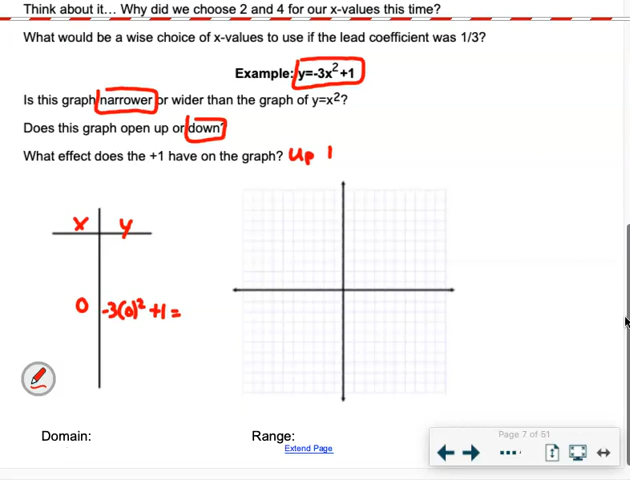 Think about it… Why did we choose 2 and 4 for our x-values this time?
What would be a wise choice of x-values to use if the lead coefficient was 1/3?
Example: y=-3x²+1
Is this graph narrower or wider than the graph of y=x²?
Does this graph open up or down?
What effect does the +1 have on the graph? Up 1
x y
0 -3(0)² +1 =
Domain: Range:
Extend Page
Page 7 of 51